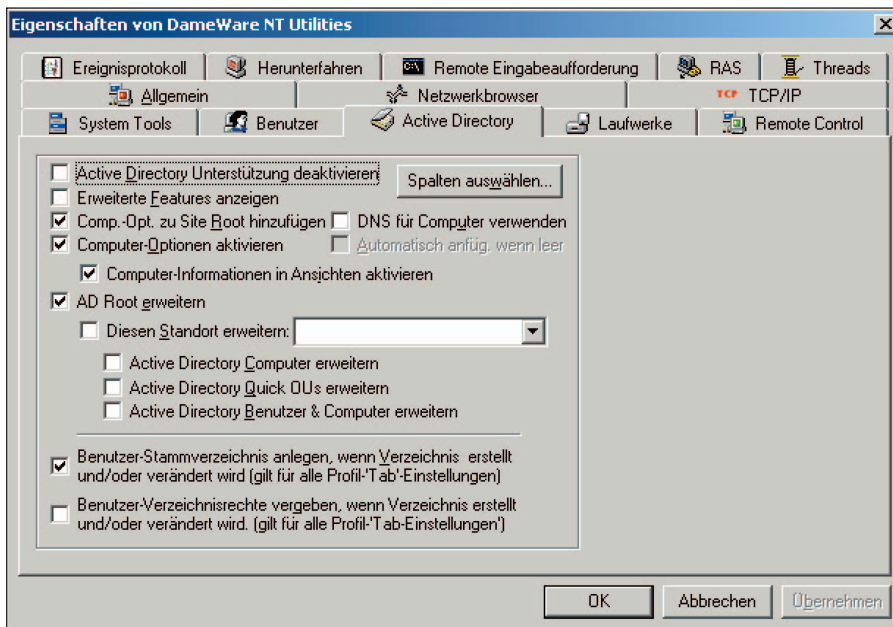 Eigenschaften von DameWare NT Utilities
Ereignisprotokoll
Herunterfahren
Remote Eingabeaufforderung
RAS
Threads
Allgemein
Netzwerkbrowser
TCP TCP/IP
System Tools
Benutzer
Active Directory
Laufwerke
Remote Control
Active Directory Unterstützung deaktivieren
Spalten auswählen...
Erweiterte Features anzeigen
Comp.-Opt. zu Site Root hinzufügen
DNS für Computer verwenden
Computer-Optionen aktivieren
Automatisch anfüg. wenn leer
Computer-Informationen in Ansichten aktivieren
AD Root erweitern
Diesen Standort erweitern:
Active Directory Computer erweitern
Active Directory Quick OUs erweitern
Active Directory Benutzer & Computer erweitern
Benutzer-Stammverzeichnis anlegen, wenn Verzeichnis erstellt
und/oder verändert wird (gilt für alle Profil-'Tab'-Einstellungen)
Benutzer-Verzeichnisrechte vergeben, wenn Verzeichnis erstellt
und/oder verändert wird. (gilt für alle Profil-'Tab-Einstellungen')
OK
Abbrechen
Übernehmen